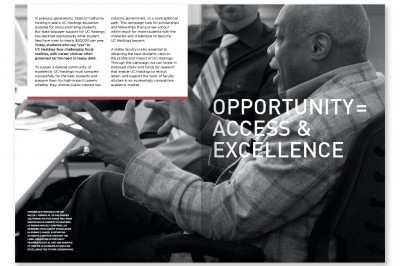 In previous generations, State of California
funding made a UC Hastings education
possible for many promising students.
But state taxpayer support for UC Hastings
has declined dramatically, while student
fees have risen to nearly $50,000 per year.
Today, students who say “yes” to
UC Hastings face challenging fiscal
realities, with career choices often
governed by the need to repay debt.
To sustain a diverse community of
excellence, UC Hastings must compete
successfully for the best students and
prepare them for high-impact careers,
whether they choose public-interest law,
industry, government, or a nontraditional
path. This campaign calls for scholarships
and fellowships that put law school
within reach for more students with the
character and credentials to become
UC Hastings lawyers.
A stellar faculty is also essential to
attracting the best students—and to
the profile and impact of UC Hastings.
Through this campaign we can invest in
endowed chairs and funds for research
that enable UC Hastings to recruit,
retain, and support the work of faculty
scholars in an increasingly competitive
academic market.
OPPORTUNITY=
ACCESS &
EXCELLENCE